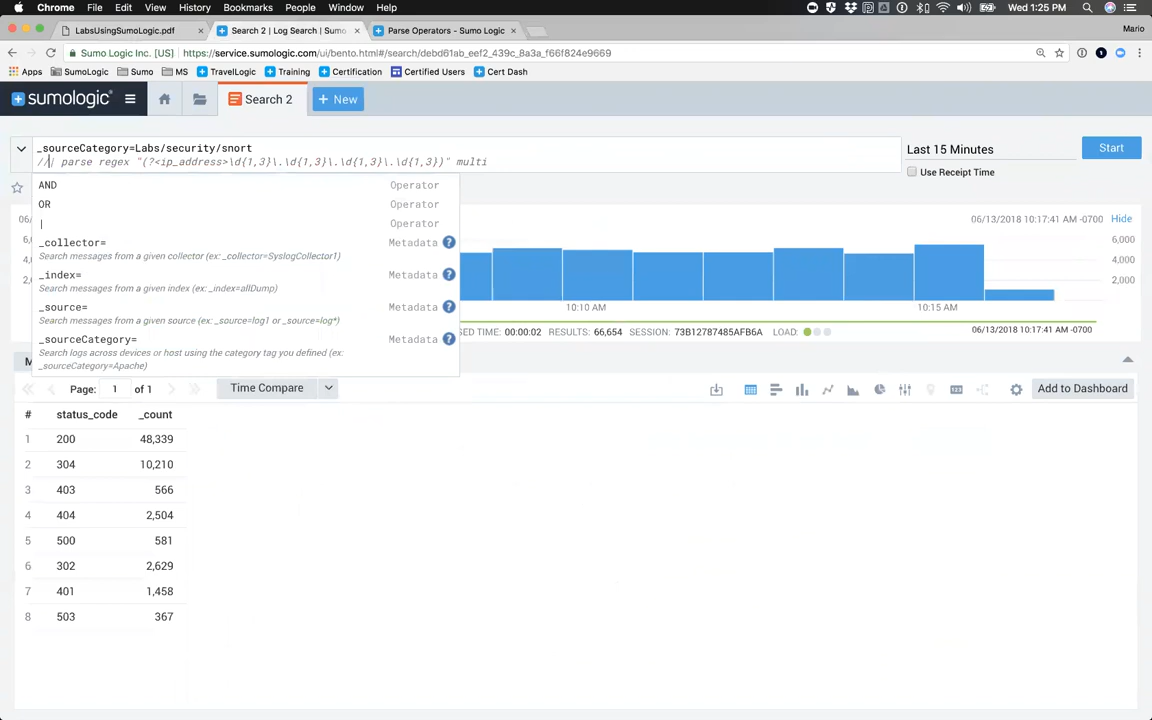 Chrome File Edit View History Bookmarks People Window Help Wed 1:25 PM
LabsUsingSumoLogic.pdf × Search 2 | Log Search | Sumo × Parse Operators - Sumo Logic × Mario
Sumo Logic Inc. [US] https://service.sumologic.com/ui/bento.html#/search/debd61ab_eef2_439c_8a3a_f66f824e9669
Apps SumoLogic Sumo MS TravelLogic Training Certification Certified Users Cert Dash
sumologic Search 2 + New
_sourceCategory=Labs/security/snort
//| parse regex "(?<ip_address>\d{1,3}\.\d{1,3}\.\d{1,3}\.\d{1,3})" multi
Last 15 Minutes Start
Use Receipt Time
AND Operator
OR Operator
| Operator
_collector= Metadata ?
Search messages from a given collector (ex: _collector=SyslogCollector1)
_index= Metadata ?
Search messages from a given index (ex: _index=allDump)
_source= Metadata ?
Search messages from a given source (ex: _source=log1 or _source=log*)
_sourceCategory= Metadata ?
Search logs across devices or host using the category tag you defined (ex:
_sourceCategory=Apache)
06/13/2018 10:17:41 AM -0700 Hide
6,000
4,000
2,000
10:10 AM 10:15 AM
SED TIME: 00:00:02 RESULTS: 66,654 SESSION: 73B12787485AFB6A LOAD: 06/13/2018 10:17:41 AM -0700
Page: 1 of 1 Time Compare Add to Dashboard
# status_code _count
1 200 48,339
2 304 10,210
3 403 566
4 404 2,504
5 500 581
6 302 2,629
7 401 1,458
8 503 367